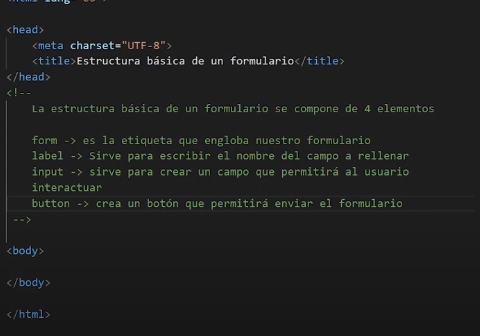 <head>
<meta charset="UTF-8">
<title>Estructura básica de un formulario</title>
</head>
<!--
La estructura básica de un formulario se compone de 4 elementos
form -> es la etiqueta que engloba nuestro formulario
label -> Sirve para escribir el nombre del campo a rellenar
input -> sirve para crear un campo que permitirá al usuario
interactuar
button -> crea un botón que permitirá enviar el formulario
-->
<body>
</body>
</html>